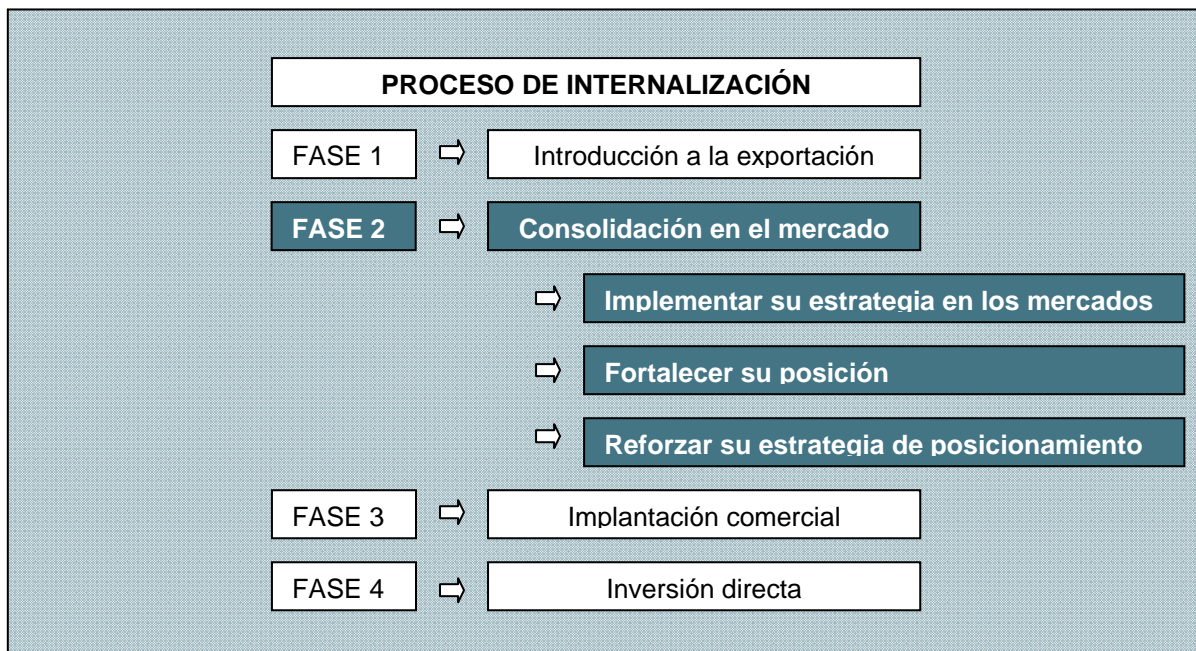 PROCESO DE INTERNALIZACIÓN
FASE 1 Introducción a la exportación
FASE 2 Consolidación en el mercado
Implementar su estrategia en los mercados
Fortalecer su posición
Reforzar su estrategia de posicionamiento
FASE 3 Implantación comercial
FASE 4 Inversión directa